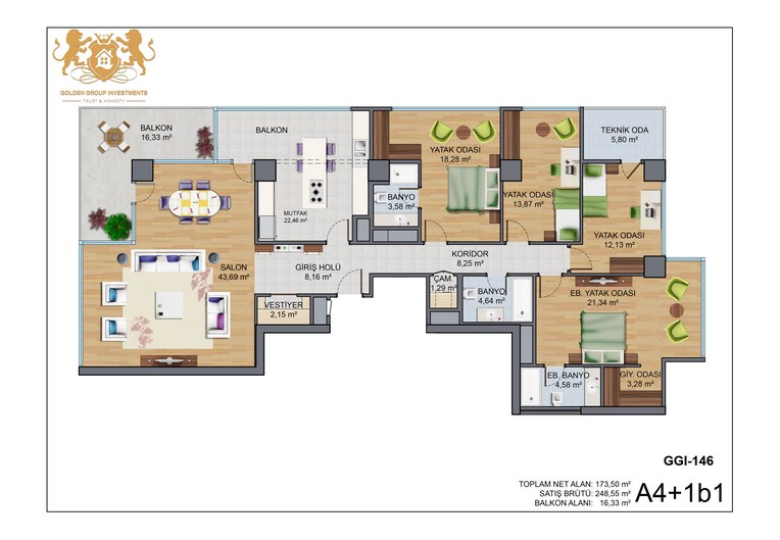 GOLDEN GROUP INVESTMENTS
TRUST & HONESTY
BALKON
16,33 m²
BALKON
YATAK ODASI
18,28 m²
TEKNİK ODA
5,80 m²
BANYO
3,58 m²
YATAK ODASI
13,87 m²
MUTFAK
22,46 m²
YATAK ODASI
12,13 m²
SALON
43,69 m²
GİRİŞ HOLÜ
8,16 m²
KORİDOR
8,25 m²
ÇAM.
1,29 m²
BANYO
4,64 m²
EB. YATAK ODASI
21,34 m²
VESTİYER
2,15 m²
EB. BANYO
4,58 m²
GİY. ODASI
3,28 m²
GGI-146
TOPLAM NET ALAN: 173,50 m²
SATIŞ BRÜTÜ: 248,55 m²
BALKON ALANI: 16,33 m²
A4+1b1